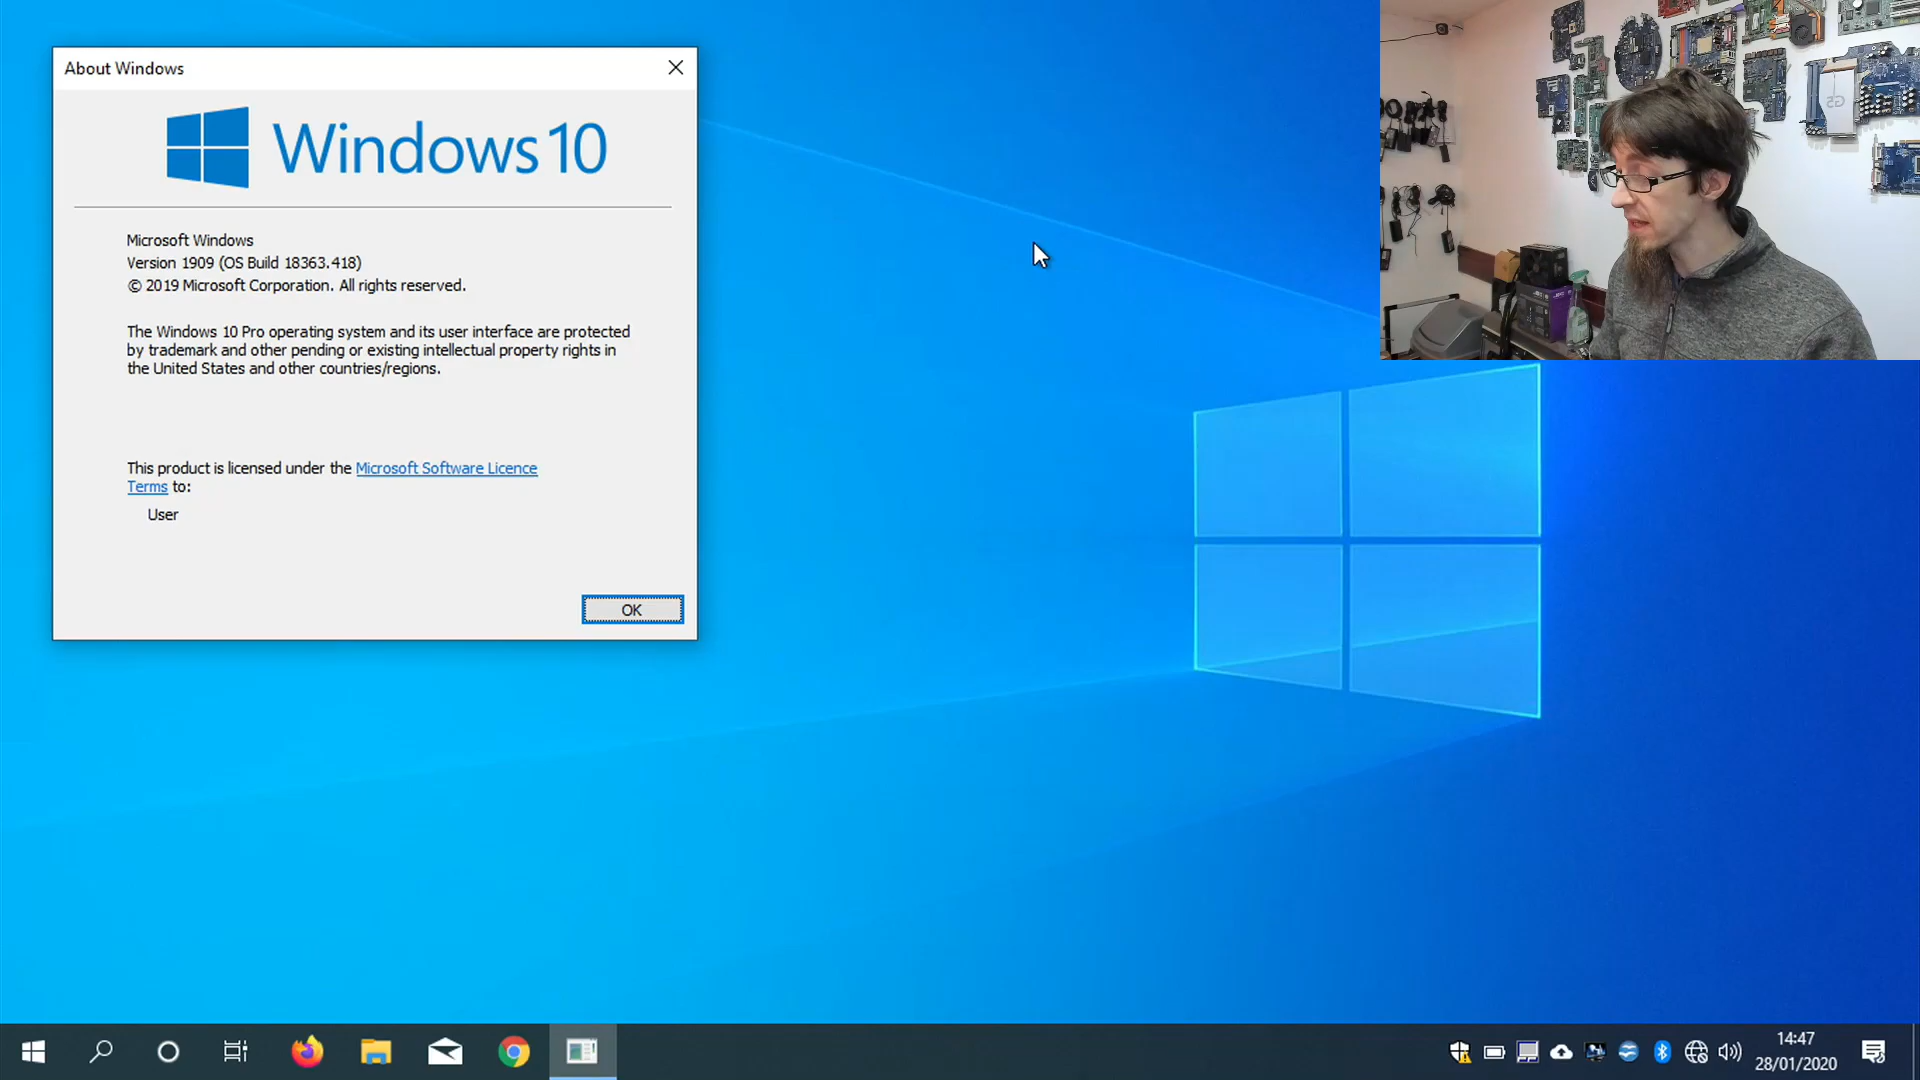 About Windows
Windows 10
Microsoft Windows
Version 1909 (OS Build 18363.418)
© 2019 Microsoft Corporation. All rights reserved.
The Windows 10 Pro operating system and its user interface are protected
by trademark and other pending or existing intellectual property rights in
the United States and other countries/regions.
This product is licensed under the Microsoft Software Licence
Terms to:
User
OK
14:47
28/01/2020